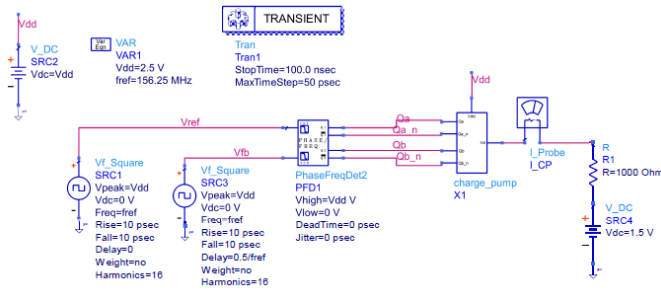 Vdd
V_DC
SRC2
Vdc=Vdd
Var
Eqn
VAR
VAR1
Vdd=2.5 V
fref=156.25 MHz
TRANSIENT
Tran
Tran1
StopTime=100.0 nsec
MaxTimeStep=50 psec
Vref
Vfb
Vf_Square
SRC1
Vpeak=Vdd
Vdc=0 V
Freq=fref
Rise=10 psec
Fall=10 psec
Delay=0
Weight=no
Harmonics=16
Vf_Square
SRC3
Vpeak=Vdd
Vdc=0 V
Freq=fref
Rise=10 psec
Fall=10 psec
Delay=0.5/fref
Weight=no
Harmonics=16
PHASE/
FREQ
PhaseFreqDet2
PFD1
Vhigh=Vdd V
Vlow=0 V
DeadTime=0 psec
Jitter=0 psec
Qa
Qa_n
Qb
Qb_n
Vdd
charge_pump
X1
I_Probe
I_CP
R
R1
R=1000 Ohm
V_DC
SRC4
Vdc=1.5 V